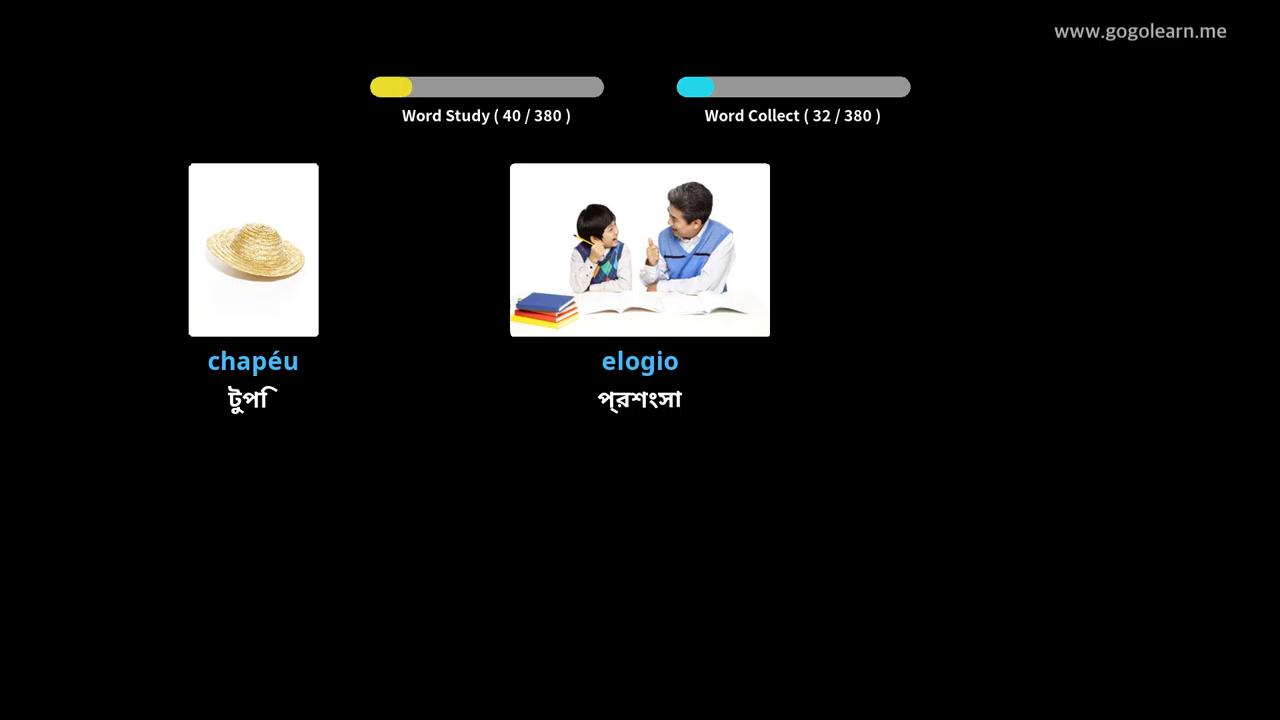 www.gogolearn.me
Word Study ( 40 / 380 )
Word Collect ( 32 / 380 )
chapéu
elogio
টুপি
প্রশংসা